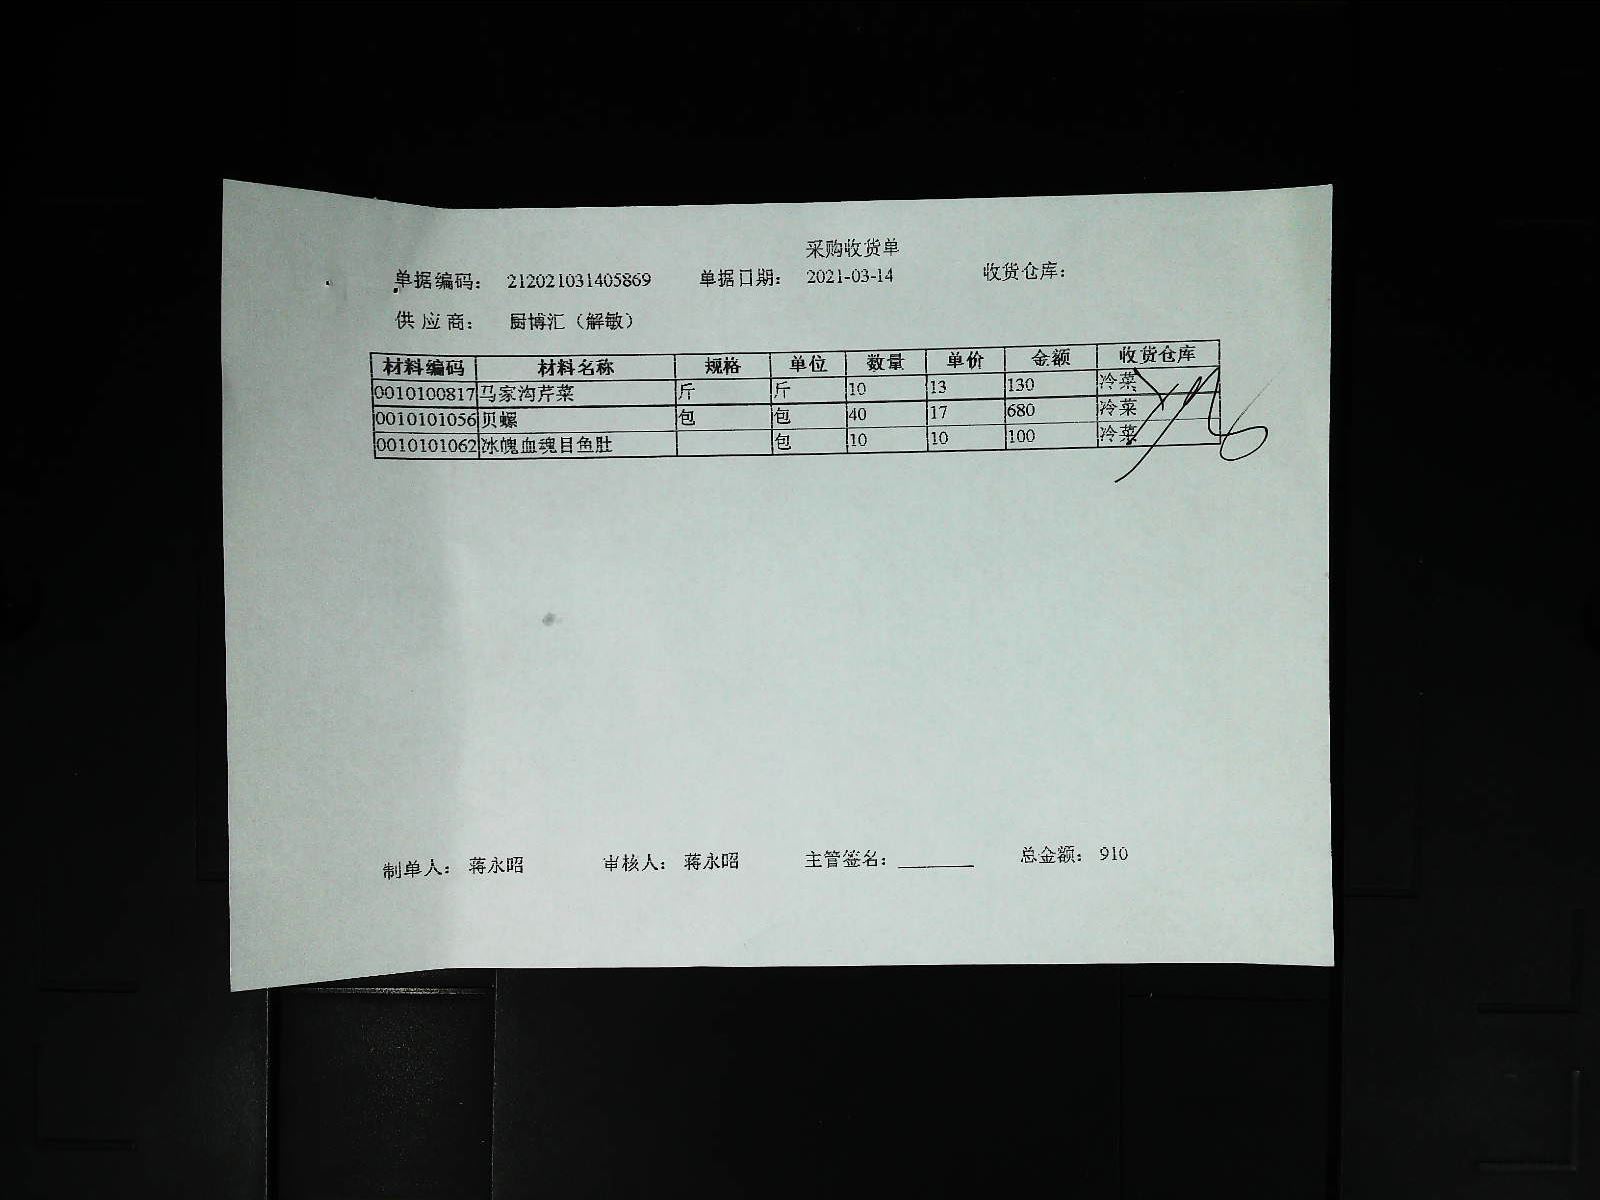 采购收货单
单据编码： 212021031405869 单据日期： 2021-03-14 收货仓库：
供应商： 厨博汇（解敏）
材料编码 材料名称 规格 单位 数量 单价 金额 收货仓库
0010100817 马家沟芹菜 斤 斤 10 13 130 冷菜
0010101056 贝螺 包 包 40 17 680 冷菜
0010101062 冰魄血魂目鱼肚 包 10 10 100 冷菜
制单人： 蒋永昭 审核人： 蒋永昭 主管签名： 总金额： 910